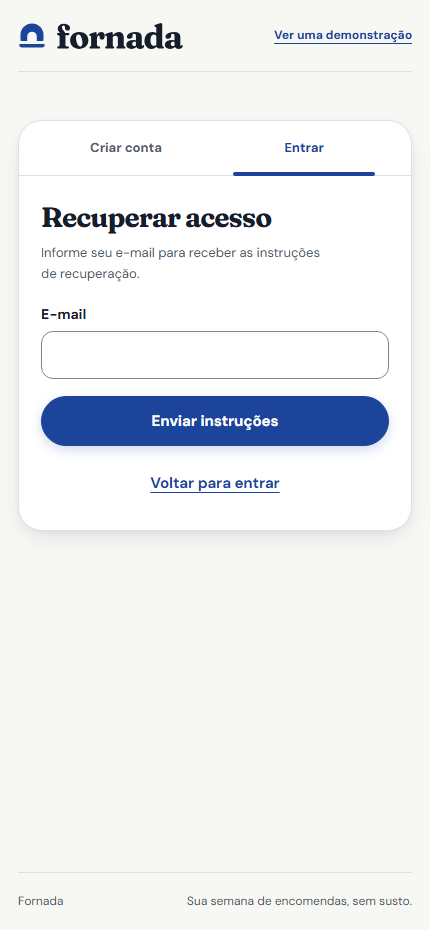 fornada
Ver uma demonstração
Criar conta
Entrar
Recuperar acesso
Informe seu e-mail para receber as instruções
de recuperação.
E-mail
Enviar instruções
Voltar para entrar
Fornada
Sua semana de encomendas, sem susto.